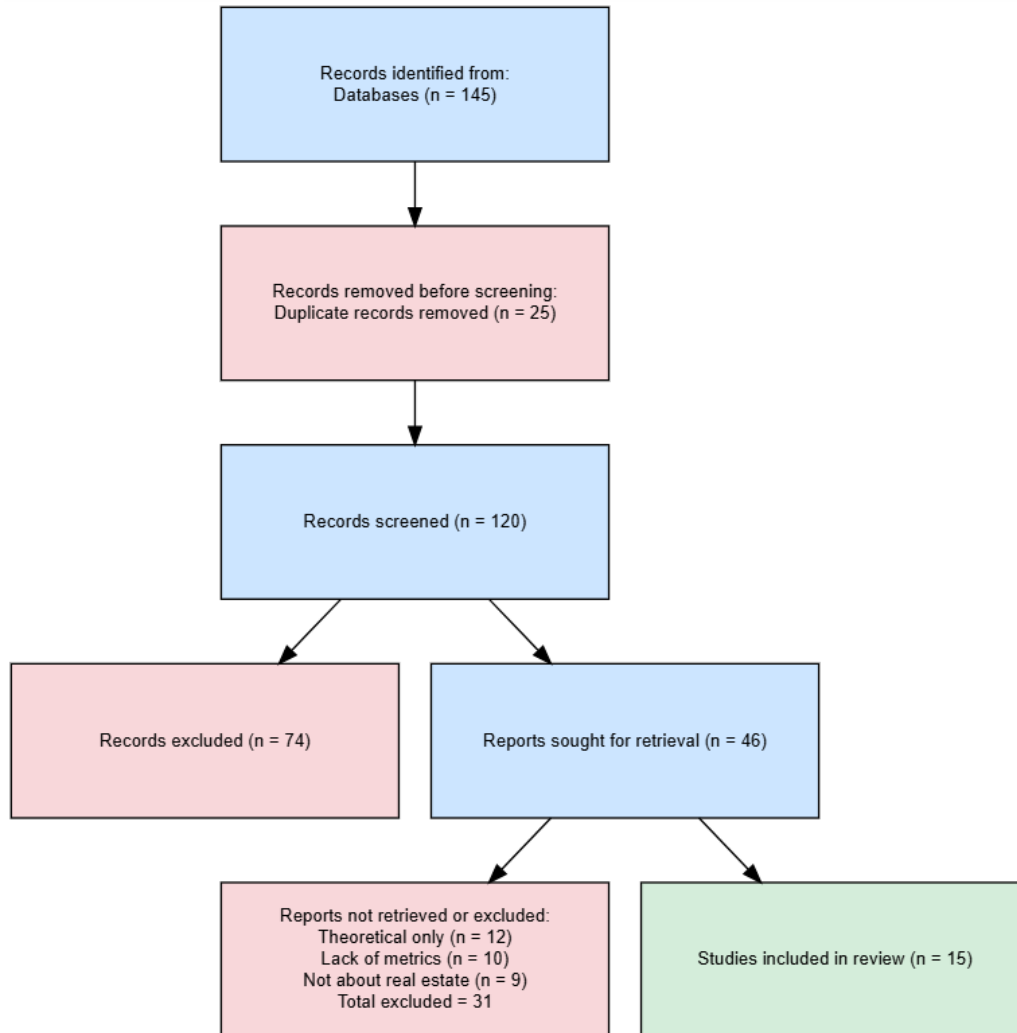 Records identified from:
Databases (n = 145)
Records removed before screening:
Duplicate records removed (n = 25)
Records screened (n = 120)
Records excluded (n = 74)
Reports sought for retrieval (n = 46)
Reports not retrieved or excluded:
Theoretical only (n = 12)
Lack of metrics (n = 10)
Not about real estate (n = 9)
Total excluded = 31
Studies included in review (n = 15)